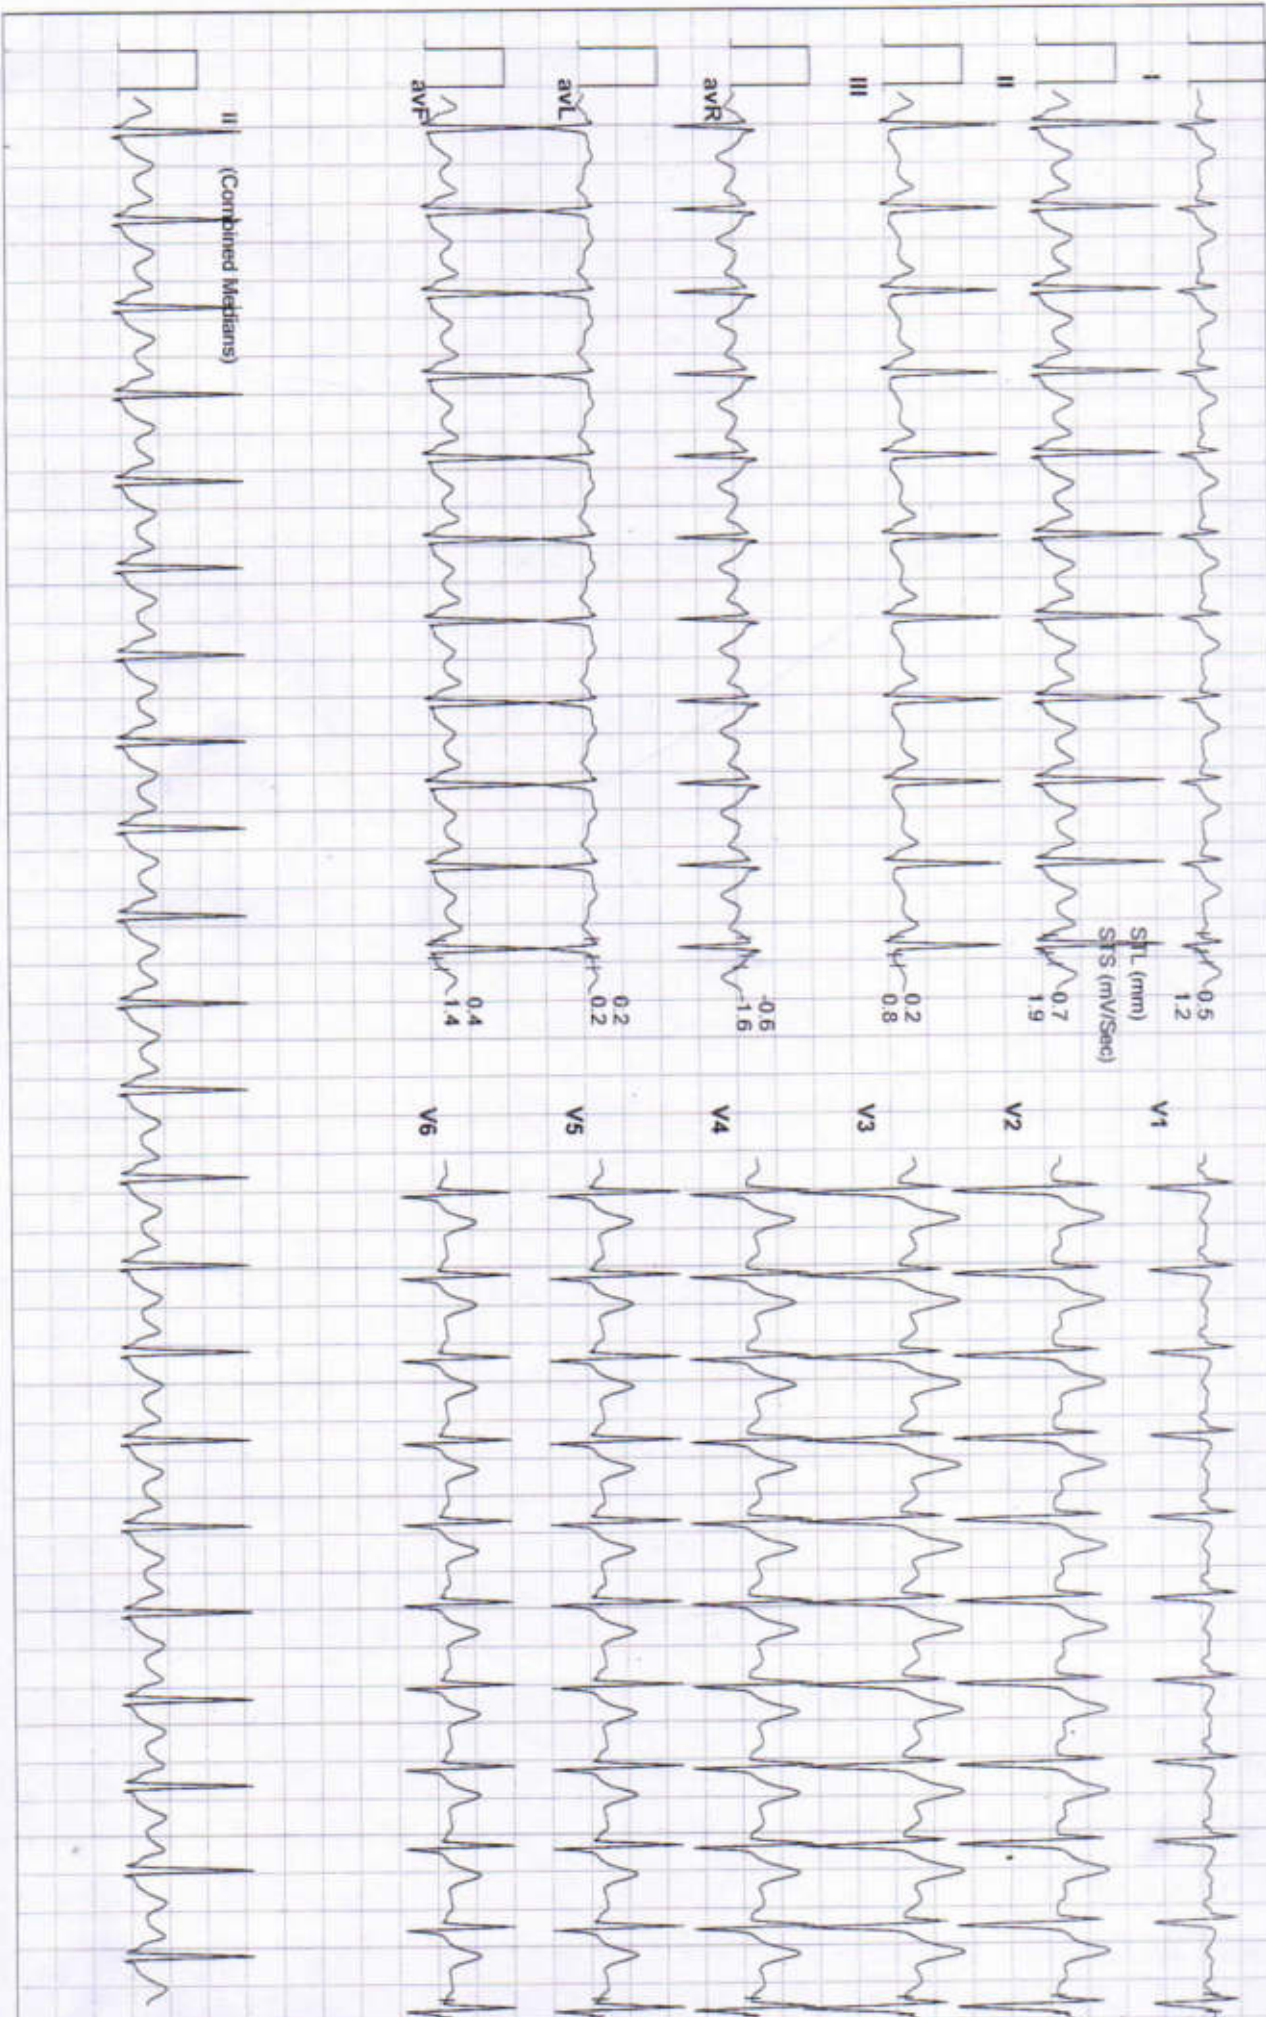 I
STL (mm) 0.5
STS (mV/Sec) 1.2
II
0.7
1.9
III
0.2
0.8
avR
-0.6
-1.6
avL
0.2
0.2
avF
0.4
1.4
V1
V2
V3
V4
V5
V6
II (Combined Medians)